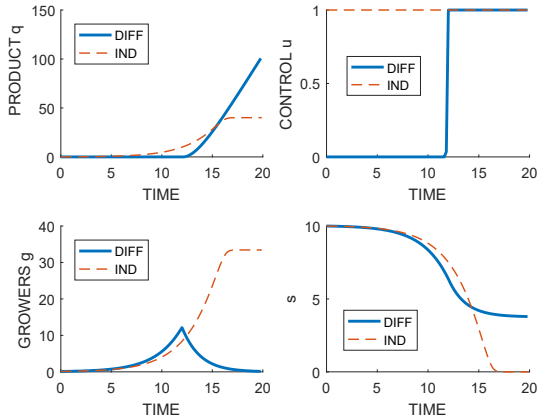 PRODUCT q
150
100
50
0
DIFF
IND
0 5 10 15 20
TIME
CONTROL u
1
0.5
0
DIFF
IND
0 5 10 15 20
TIME
GROWERS g
40
30
20
10
0
DIFF
IND
0 5 10 15 20
TIME
s
10
5
0
DIFF
IND
0 5 10 15 20
TIME